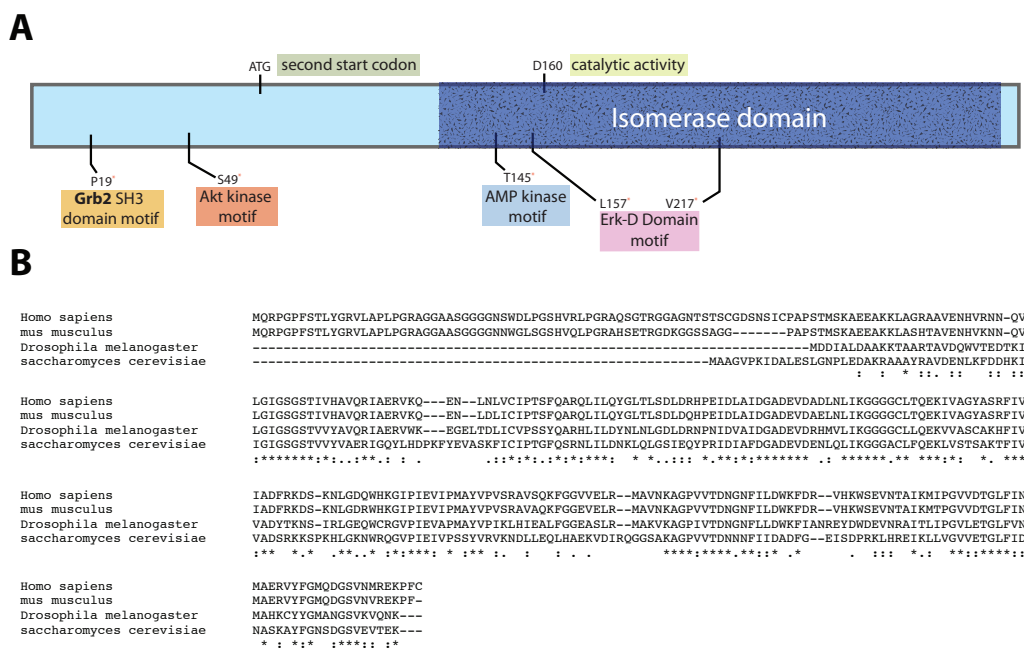 A
ATG second start codon
D160 catalytic activity
Isomerase domain
P19*
Grb2 SH3
domain motif
S49*
Akt kinase
motif
T145*
AMP kinase
motif
L157* V217*
Erk-D Domain
motif
B
Homo sapiens MQRPGPFSTLYGRVLAPLPGRAGGAASGGGGNSWDLPGSHVRLPGRAQSGTRGGAGNTSTSCGDSNSICPAPSTMSKAEEAKKLAGRAAVENHVRNN-QV
mus musculus MQRPGPFSTLYGRVLAPLPGRAGGAASGGGGNNWGLSGSHVQLPGRAHSETRGDKGGSSAGG-------PAPSTMSKAEEAKKLASHTAVENHVRNN-QV
Drosophila melanogaster -------------------------------------------------------------------------MDDIALDAAKKTAARTAVDQWVTEDTKI
saccharomyces cerevisiae ------------------------------------------------------------MAAGVPKIDALESLGNPLEDAKRAAAYRAVDENLKFDDHKI
: : * ::. :: :: ::
Homo sapiens LGIGSGSTIVHAVQRIAERVKQ---EN--LNLVCIPTSFQARQLILQYGLTLSDLDRHPEIDLAIDGADEVDADLNLIKGGGGCLTQEKIVAGYASRFIV
mus musculus LGIGSGSTIVHAVQRIAERVKQ---EN--LDLICIPTSFQARQLILQYGLTLSDLDQHPEIDLAIDGADEVDAELNLIKGGGGCLTQEKIVAGYASRFIV
Drosophila melanogaster LGIGSGSTVVYAVQRIAERVWK---EGELTDLICVPSSYQARHLILDYNLNLGDLDRNPNIDVAIDGADEVDRHMVLIKGGGGCLLQEKVVASCAKHFIV
saccharomyces cerevisiae IGIGSGSTVVYVAERIGQYLHDPKFYEVASKFICIPTGFQSRNLILDNKLQLGSIEQYPRIDIAFDGADEVDENLQLIKGGGACLFQEKLVSTSAKTFIV
:*******:*:..:**.: : . .::*:*:.:*:*.***: * *..::: *.**:*:******* .: ******.** ***:*: *. ***
Homo sapiens IADFRKDS-KNLGDQWHKGIPIEVIPMAYVPVSRAVSQKFGGVVELR--MAVNKAGPVVTDNGNFILDWKFDR--VHKWSEVNTAIKMIPGVVDTGLFIN
mus musculus IADFRKDS-KNLGDRWHKGIPIEVIPMAYVPVSRAVAQKFGGEVELR--MAVNKAGPVVTDNGNFILDWKFDR--VHKWSEVNTAIKMTPGVVDTGLFIN
Drosophila melanogaster VADYTKNS-IRLGEQWCRGVPIEVAPMAYVPIKLHIEALFGGEASLR--MAKVKAGPIVTDNGNFLLDWKFIANREYDWDEVNRAITLIPGVLETGLFVN
saccharomyces cerevisiae VADSRKKSPKHLGKNWRQGVPIEIVPSSYVRVKNDLLEQLHAEKVDIRQGGSAKAGPVVTDNNNFIIDADFG--EISDPRKLHREIKLLVGVVETGLFID
:** *.* .**..* :*:***: * :** :. : : . . ****:****.**::* .* . ::: *.: **::****::
Homo sapiens MAERVYFGMQDGSVNMREKPFC
mus musculus MAERVYFGMQDGSVNVREKPF-
Drosophila melanogaster MAHKCYYGMANGSVKVQNK---
saccharomyces cerevisiae NASKAYFGNSDGSVEVTEK---
* : *:* :***:: :*